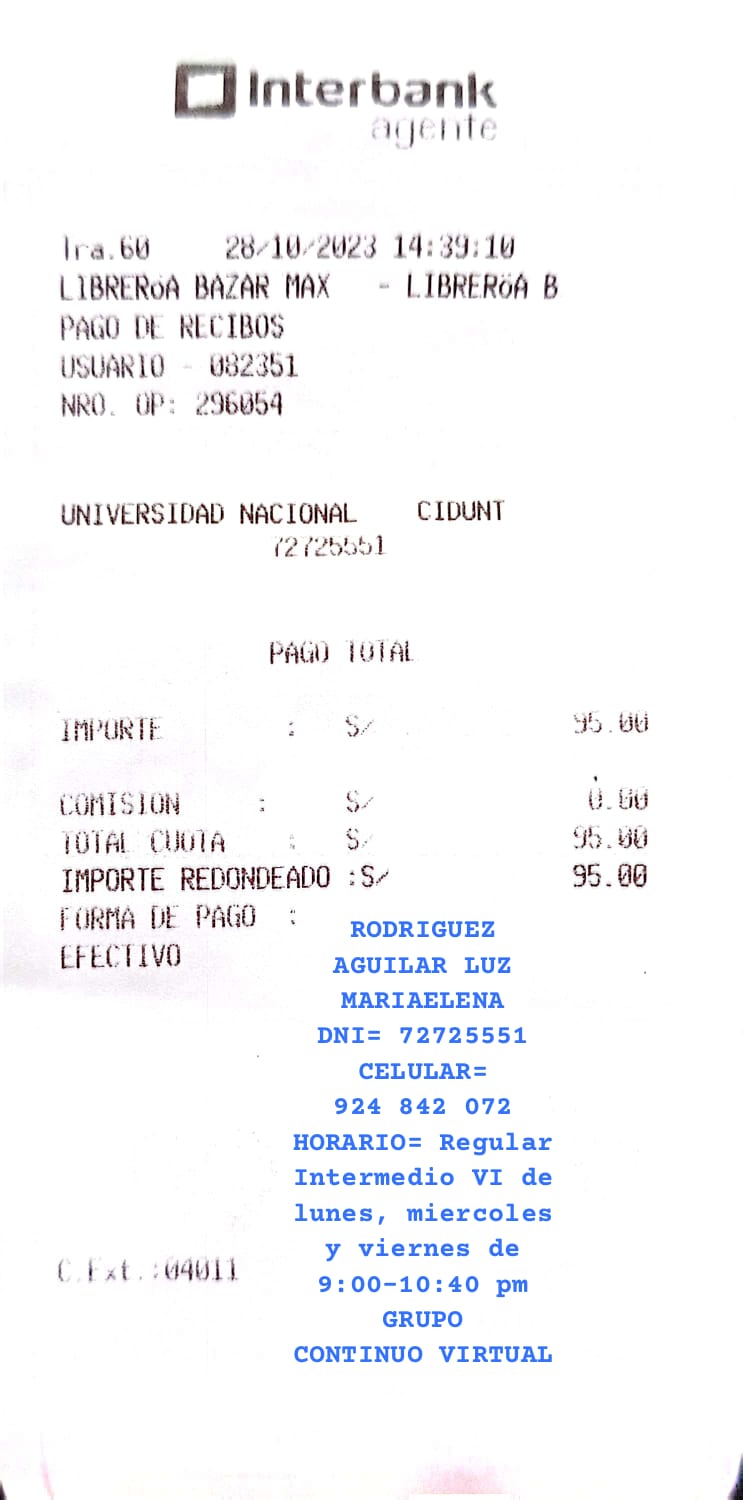 Interbank
agente
Tra.60 28/10/2023 14:39:10
LIBRERöA BAZAR MAX - LIBRERöA B
PAGO DE RECIBOS
USUARIO - 082351
NRO. OP: 296054
UNIVERSIDAD NACIONAL CIDUNT
72725551
PAGO TOTAL
IMPORTE : S/ 95.00
COMISION : S/ 0.00
TOTAL CUOTA : S/ 95.00
IMPORTE REDONDEADO :S/ 95.00
FORMA DE PAGO :
EFECTIVO
RODRIGUEZ
AGUILAR LUZ
MARIAELENA
DNI= 72725551
CELULAR=
924 842 072
HORARIO= Regular
Intermedio VI de
lunes, miercoles
y viernes de
9:00-10:40 pm
GRUPO
CONTINUO VIRTUAL
C.Ext.:04011